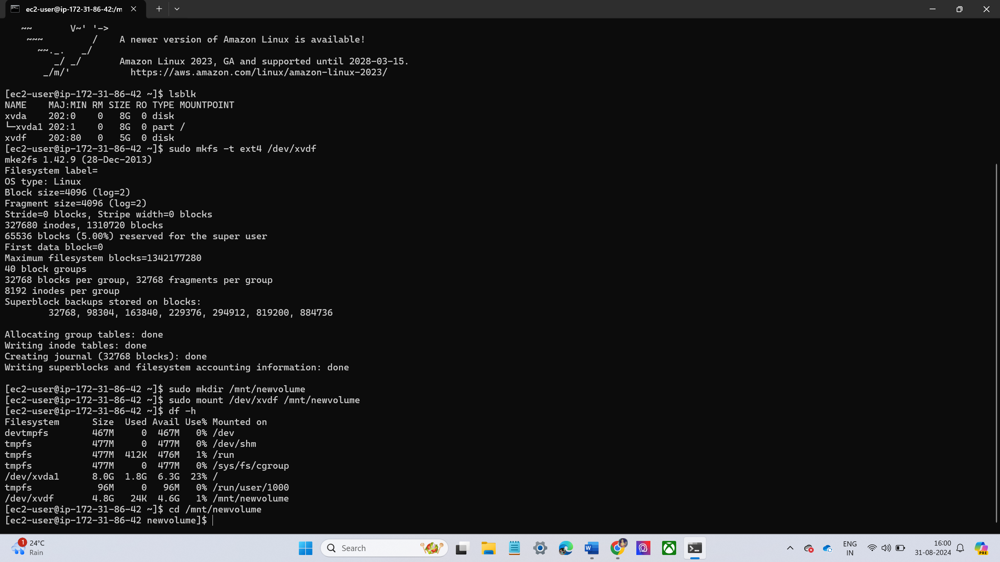 ec2-user@ip-172-31-86-42:/m
   ~~       V~' '->
    ~~~         /    A newer version of Amazon Linux is available!
      ~~._.   _/
         _/ _/       Amazon Linux 2023, GA and supported until 2028-03-15.
       _/m/'           https://aws.amazon.com/linux/amazon-linux-2023/
[ec2-user@ip-172-31-86-42 ~]$ lsblk
NAME    MAJ:MIN RM SIZE RO TYPE MOUNTPOINT
xvda    202:0    0   8G  0 disk
└─xvda1 202:1    0   8G  0 part /
xvdf    202:80   0   5G  0 disk
[ec2-user@ip-172-31-86-42 ~]$ sudo mkfs -t ext4 /dev/xvdf
mke2fs 1.42.9 (28-Dec-2013)
Filesystem label=
OS type: Linux
Block size=4096 (log=2)
Fragment size=4096 (log=2)
Stride=0 blocks, Stripe width=0 blocks
327680 inodes, 1310720 blocks
65536 blocks (5.00%) reserved for the super user
First data block=0
Maximum filesystem blocks=1342177280
40 block groups
32768 blocks per group, 32768 fragments per group
8192 inodes per group
Superblock backups stored on blocks:
        32768, 98304, 163840, 229376, 294912, 819200, 884736
Allocating group tables: done
Writing inode tables: done
Creating journal (32768 blocks): done
Writing superblocks and filesystem accounting information: done
[ec2-user@ip-172-31-86-42 ~]$ sudo mkdir /mnt/newvolume
[ec2-user@ip-172-31-86-42 ~]$ sudo mount /dev/xvdf /mnt/newvolume
[ec2-user@ip-172-31-86-42 ~]$ df -h
Filesystem      Size  Used Avail Use% Mounted on
devtmpfs        467M     0  467M   0% /dev
tmpfs           477M     0  477M   0% /dev/shm
tmpfs           477M  412K  476M   1% /run
tmpfs           477M     0  477M   0% /sys/fs/cgroup
/dev/xvda1      8.0G  1.8G  6.3G  23% /
tmpfs            96M     0   96M   0% /run/user/1000
/dev/xvdf       4.8G   24K  4.6G   1% /mnt/newvolume
[ec2-user@ip-172-31-86-42 ~]$ cd /mnt/newvolume
[ec2-user@ip-172-31-86-42 newvolume]$
1
24°C
Rain
Search
W
ENG
IN
16:00
31-08-2024
PRE